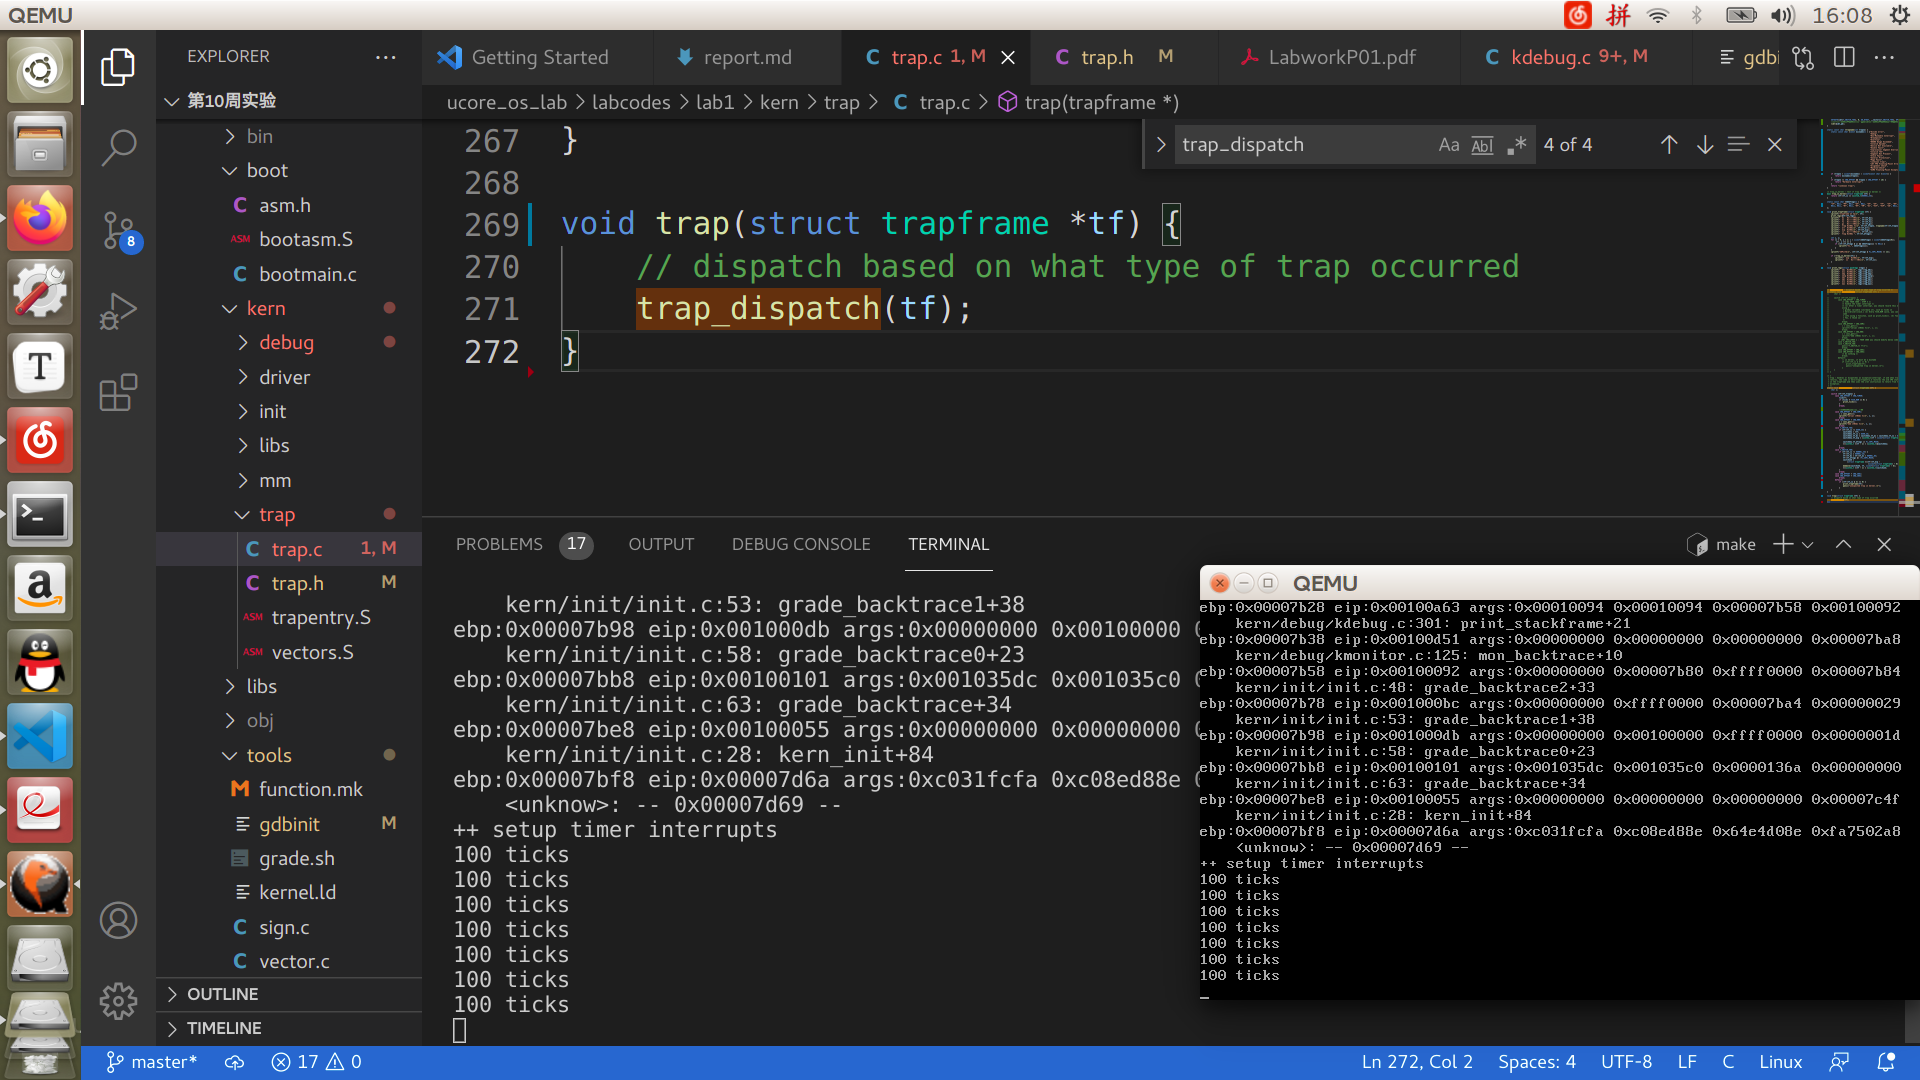 QEMU
拼
16:08
EXPLORER
Getting Started
report.md
trap.c 1, M
trap.h M
LabworkP01.pdf
kdebug.c 9+, M
gdbi
第10周实验
ucore_os_lab > labcodes > lab1 > kern > trap > C trap.c > trap(trapframe *)
trap_dispatch
Aa
Abl
4 of 4
bin
boot
C asm.h
ASM bootasm.S
C bootmain.c
kern
debug
driver
init
libs
mm
trap
C trap.c 1, M
C trap.h M
ASM trapentry.S
ASM vectors.S
libs
obj
tools
function.mk
gdbinit M
grade.sh
kernel.ld
C sign.c
C vector.c
OUTLINE
TIMELINE
8
267 }
268
269 void trap(struct trapframe *tf) {
270 // dispatch based on what type of trap occurred
271 trap_dispatch(tf);
272 }
PROBLEMS 17 OUTPUT DEBUG CONSOLE TERMINAL
make
kern/init/init.c:53: grade_backtrace1+38
ebp:0x00007b98 eip:0x001000db args:0x00000000 0x00100000
kern/init/init.c:58: grade_backtrace0+23
ebp:0x00007bb8 eip:0x00100101 args:0x001035dc 0x001035c0
kern/init/init.c:63: grade_backtrace+34
ebp:0x00007be8 eip:0x00100055 args:0x00000000 0x00000000
kern/init/init.c:28: kern_init+84
ebp:0x00007bf8 eip:0x00007d6a args:0xc031fcfa 0xc08ed88e
<unknow>: -- 0x00007d69 --
++ setup timer interrupts
100 ticks
100 ticks
100 ticks
100 ticks
100 ticks
100 ticks
100 ticks
QEMU
ebp:0x00007b28 eip:0x00100a63 args:0x00010094 0x00010094 0x00007b58 0x00100092
kern/debug/kdebug.c:301: print_stackframe+21
ebp:0x00007b38 eip:0x00100d51 args:0x00000000 0x00000000 0x00000000 0x00007ba8
kern/debug/kmonitor.c:125: mon_backtrace+10
ebp:0x00007b58 eip:0x00100092 args:0x00000000 0x00007b80 0xffff0000 0x00007b84
kern/init/init.c:48: grade_backtrace2+33
ebp:0x00007b78 eip:0x001000bc args:0x00000000 0xffff0000 0x00007ba4 0x00000029
kern/init/init.c:53: grade_backtrace1+38
ebp:0x00007b98 eip:0x001000db args:0x00000000 0x00100000 0xffff0000 0x0000001d
kern/init/init.c:58: grade_backtrace0+23
ebp:0x00007bb8 eip:0x00100101 args:0x001035dc 0x001035c0 0x0000136a 0x00000000
kern/init/init.c:63: grade_backtrace+34
ebp:0x00007be8 eip:0x00100055 args:0x00000000 0x00000000 0x00000000 0x00007c4f
kern/init/init.c:28: kern_init+84
ebp:0x00007bf8 eip:0x00007d6a args:0xc031fcfa 0xc08ed88e 0x64e4d08e 0xfa7502a8
<unknow>: -- 0x00007d69 --
++ setup timer interrupts
100 ticks
100 ticks
100 ticks
100 ticks
100 ticks
100 ticks
100 ticks
master* 17 0 Ln 272, Col 2 Spaces: 4 UTF-8 LF C Linux